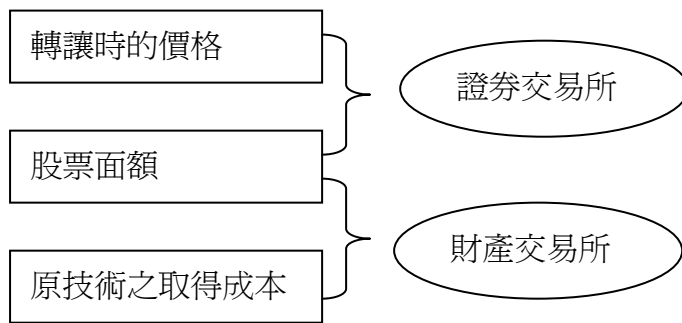 轉讓時的價格
證券交易所
股票面額
財產交易所
原技術之取得成本